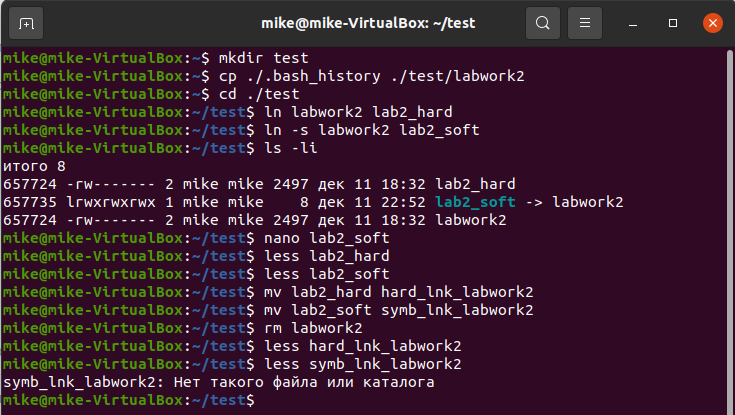 mike@mike-VirtualBox: ~/test
mike@mike-VirtualBox:~$ mkdir test
mike@mike-VirtualBox:~$ cp ./.bash_history ./test/labwork2
mike@mike-VirtualBox:~$ cd ./test
mike@mike-VirtualBox:~/test$ ln labwork2 lab2_hard
mike@mike-VirtualBox:~/test$ ln -s labwork2 lab2_soft
mike@mike-VirtualBox:~/test$ ls -li
итого 8
657724 -rw------- 2 mike mike 2497 дек 11 18:32 lab2_hard
657735 lrwxrwxrwx 1 mike mike    8 дек 11 22:52 lab2_soft -> labwork2
657724 -rw------- 2 mike mike 2497 дек 11 18:32 labwork2
mike@mike-VirtualBox:~/test$ nano lab2_soft
mike@mike-VirtualBox:~/test$ less lab2_hard
mike@mike-VirtualBox:~/test$ less lab2_soft
mike@mike-VirtualBox:~/test$ mv lab2_hard hard_lnk_labwork2
mike@mike-VirtualBox:~/test$ mv lab2_soft symb_lnk_labwork2
mike@mike-VirtualBox:~/test$ rm labwork2
mike@mike-VirtualBox:~/test$ less hard_lnk_labwork2
mike@mike-VirtualBox:~/test$ less symb_lnk_labwork2
symb_lnk_labwork2: Нет такого файла или каталога
mike@mike-VirtualBox:~/test$